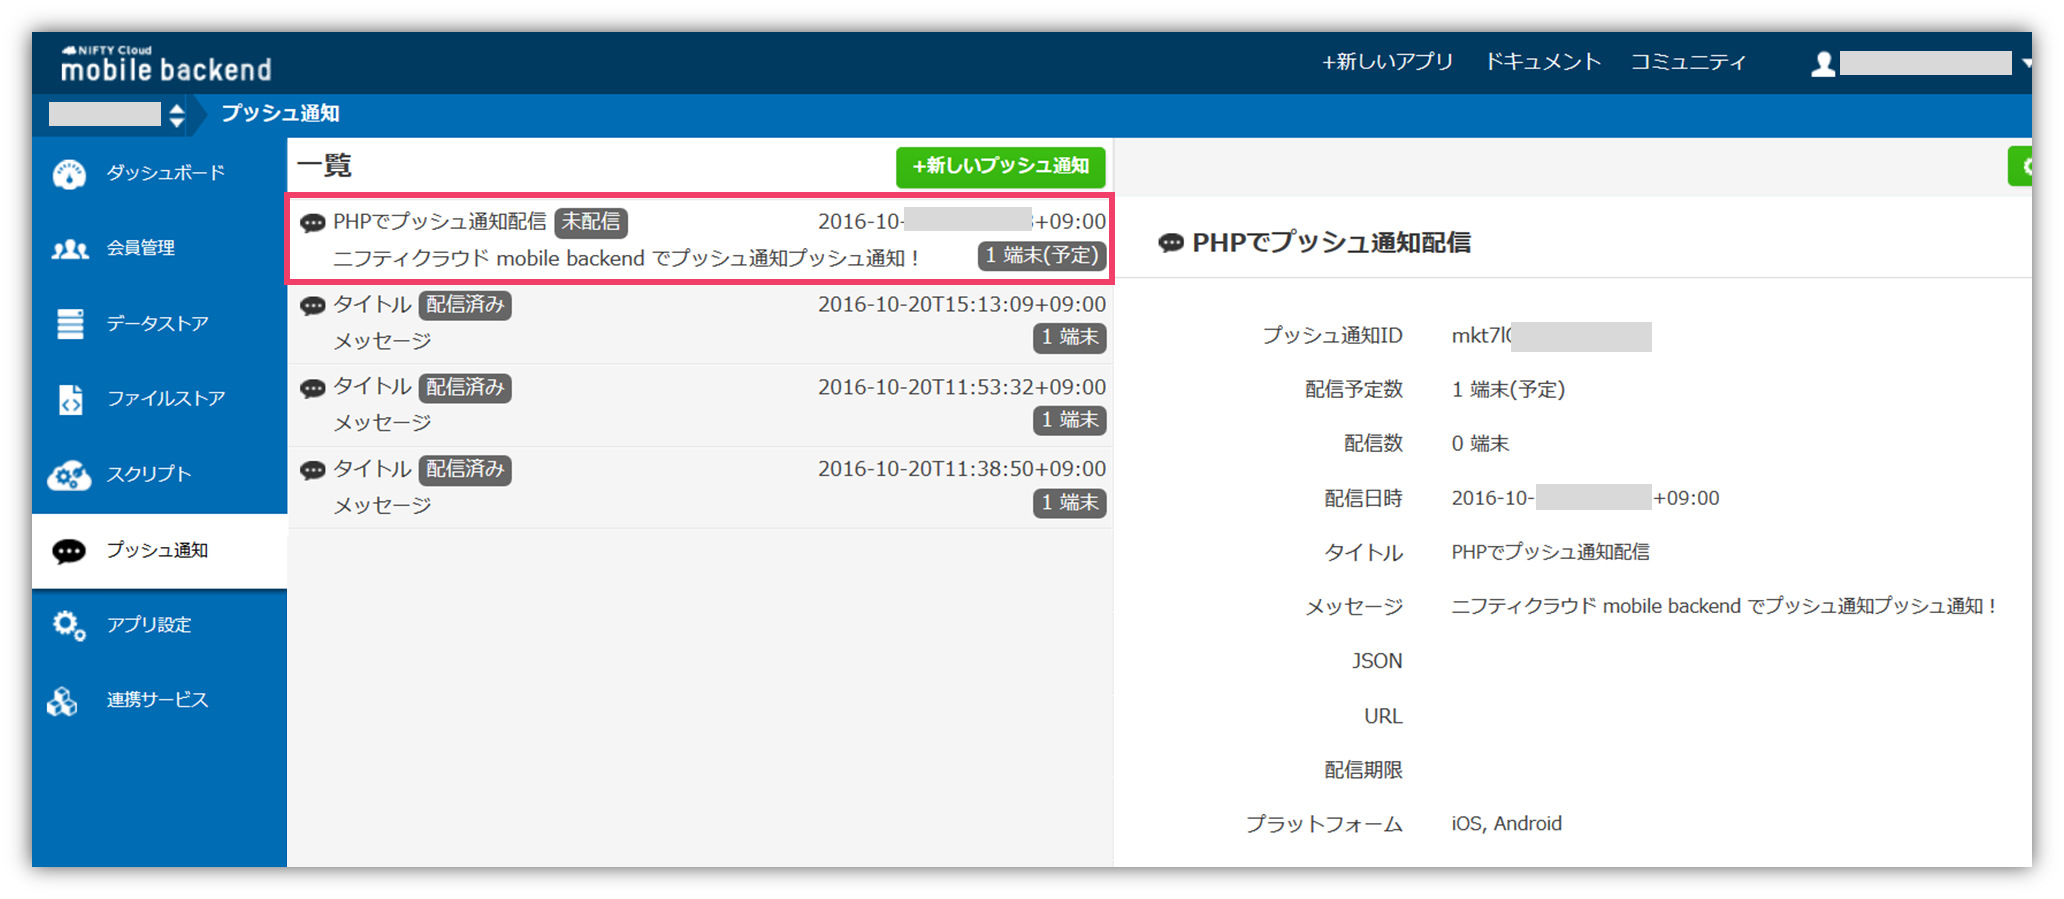 NIFTY Cloud
mobile backend
+新しいアプリ ドキュメント コミュニティ
プッシュ通知
ダッシュボード
会員管理
データストア
ファイルストア
スクリプト
プッシュ通知
アプリ設定
連携サービス
一覧
+新しいプッシュ通知
PHPでプッシュ通知配信 未配信 2016-10- +09:00
ニフティクラウド mobile backend でプッシュ通知プッシュ通知！ 1 端末(予定)
タイトル 配信済み 2016-10-20T15:13:09+09:00
メッセージ 1 端末
タイトル 配信済み 2016-10-20T11:53:32+09:00
メッセージ 1 端末
タイトル 配信済み 2016-10-20T11:38:50+09:00
メッセージ 1 端末
PHPでプッシュ通知配信
プッシュ通知ID mkt7l
配信予定数 1 端末(予定)
配信数 0 端末
配信日時 2016-10- +09:00
タイトル PHPでプッシュ通知配信
メッセージ ニフティクラウド mobile backend でプッシュ通知プッシュ通知！
JSON
URL
配信期限
プラットフォーム iOS, Android